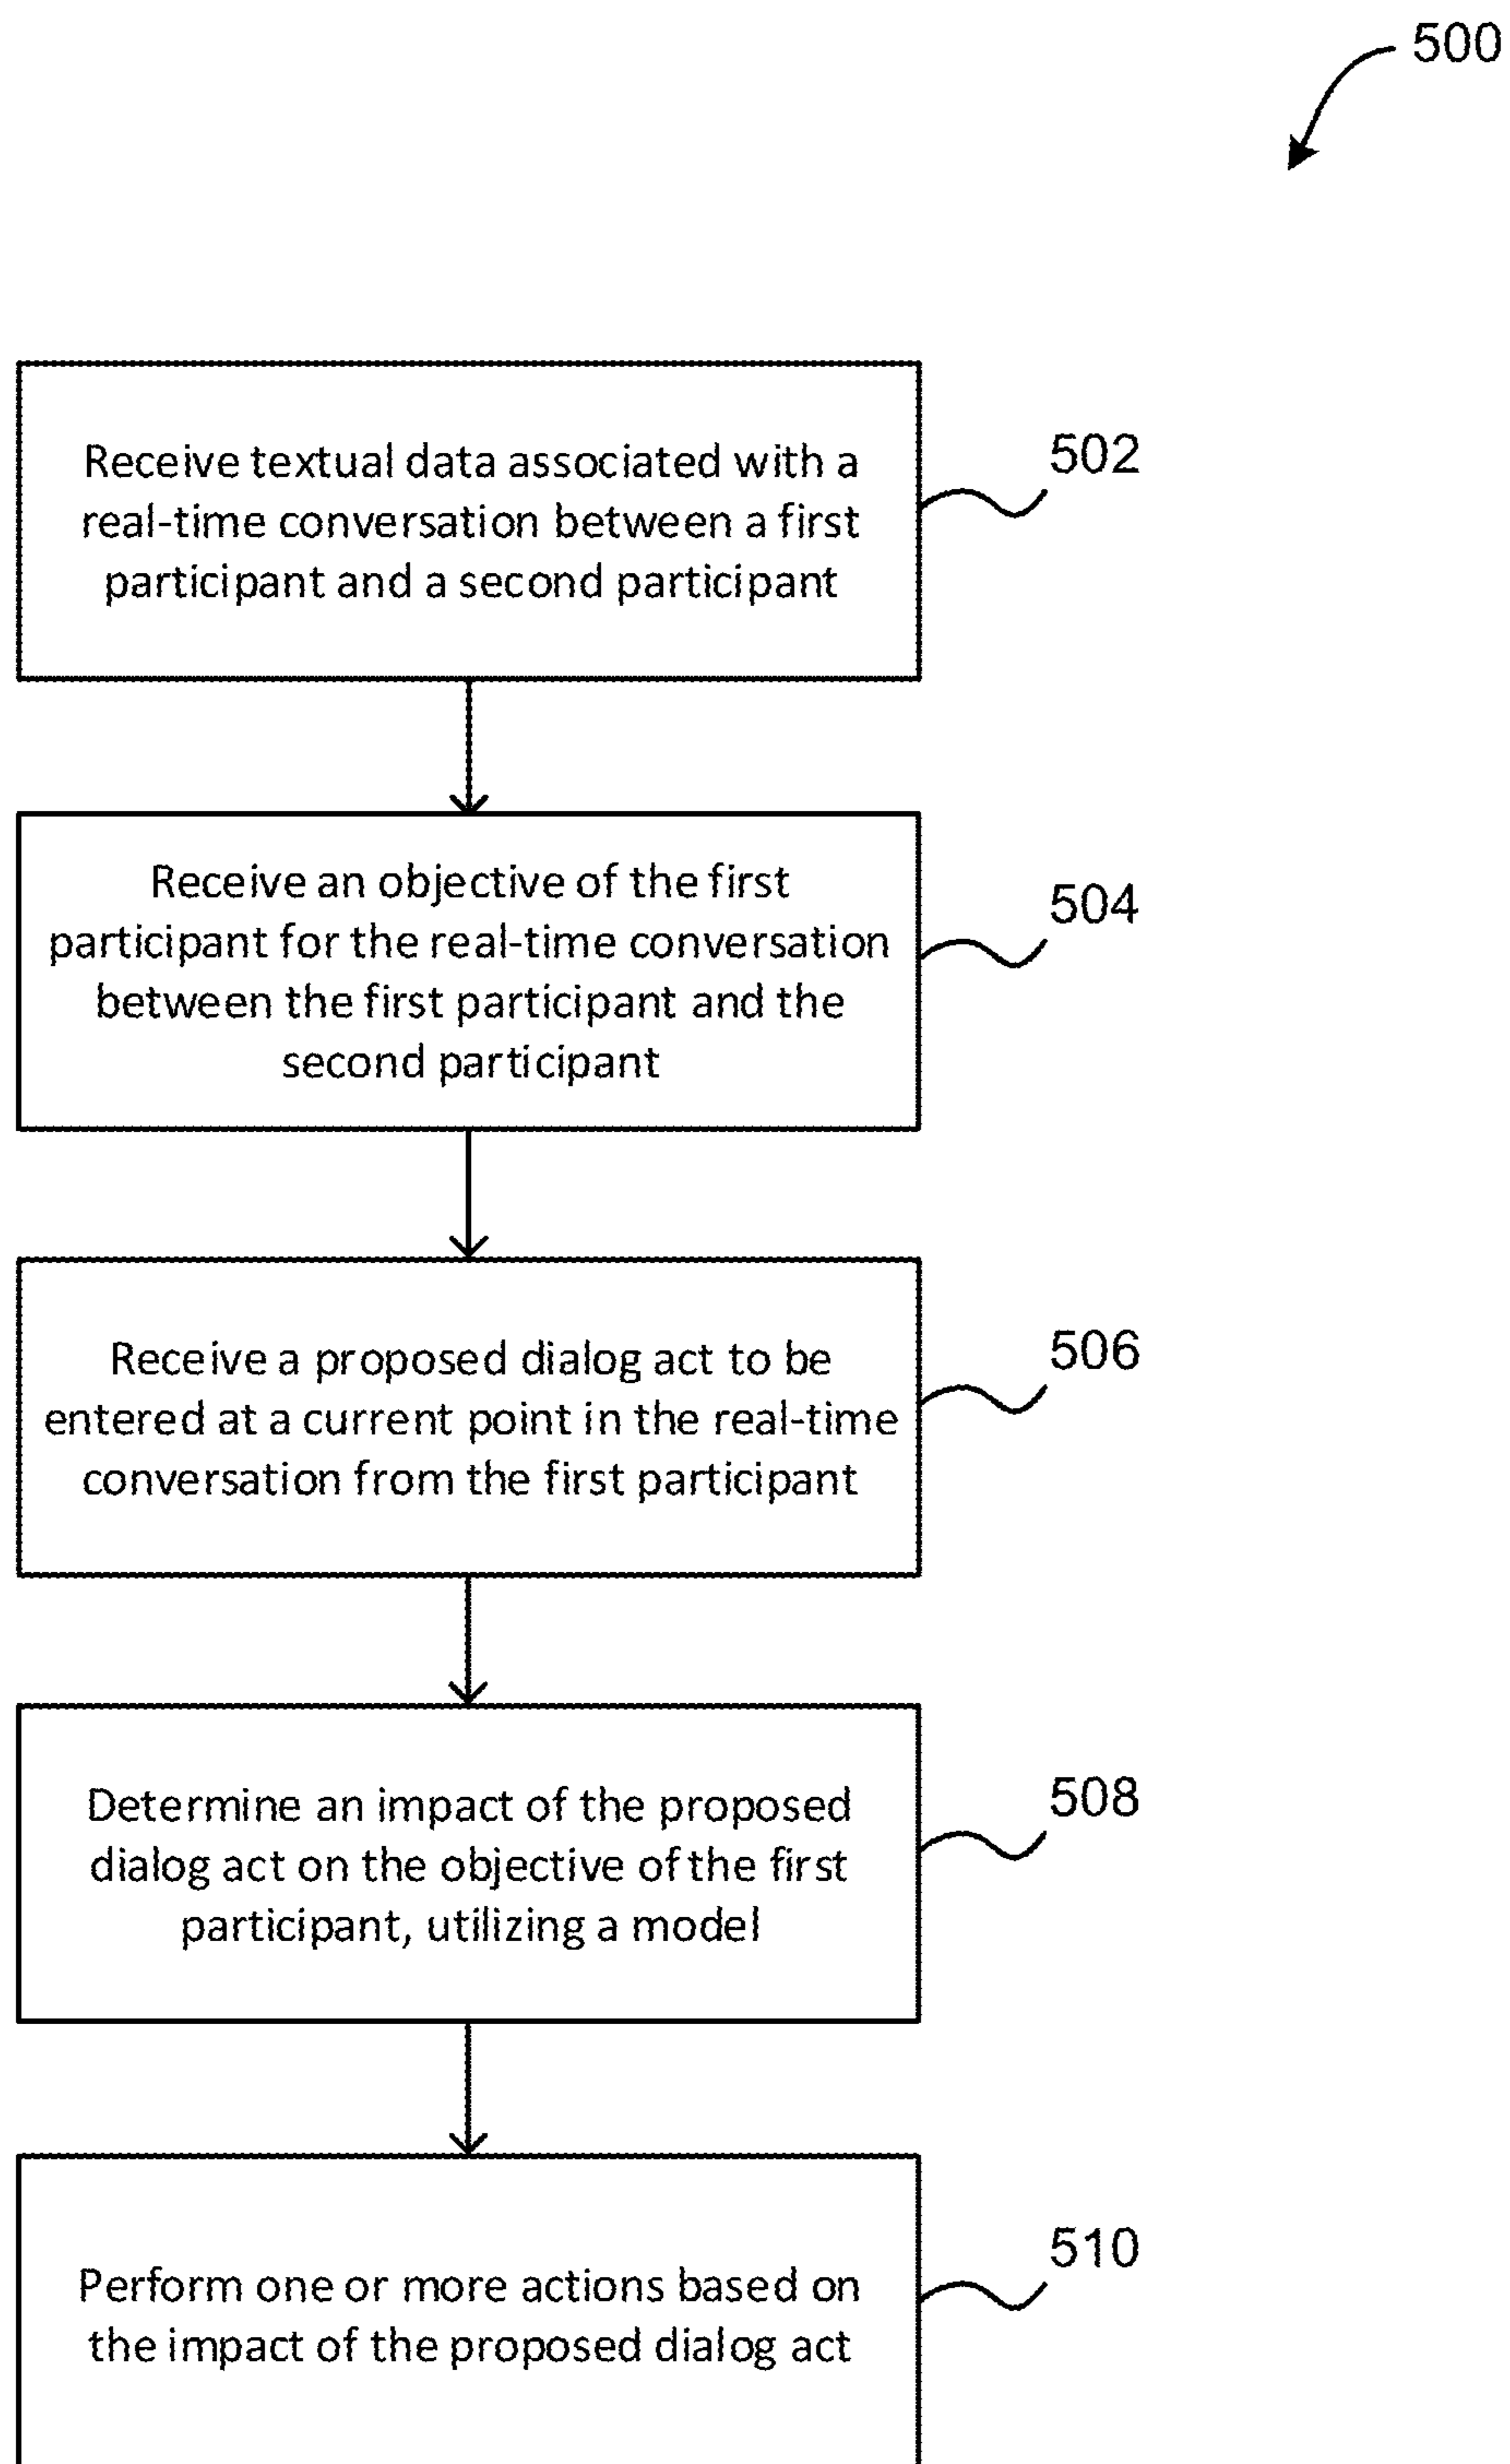 500
Receive textual data associated with a
real-time conversation between a first
participant and a second participant
502
Receive an objective of the first
participant for the real-time conversation
between the first participant and the
second participant
504
Receive a proposed dialog act to be
entered at a current point in the real-time
conversation from the first participant
506
Determine an impact of the proposed
dialog act on the objective of the first
participant, utilizing a model
508
Perform one or more actions based on
the impact of the proposed dialog act
510